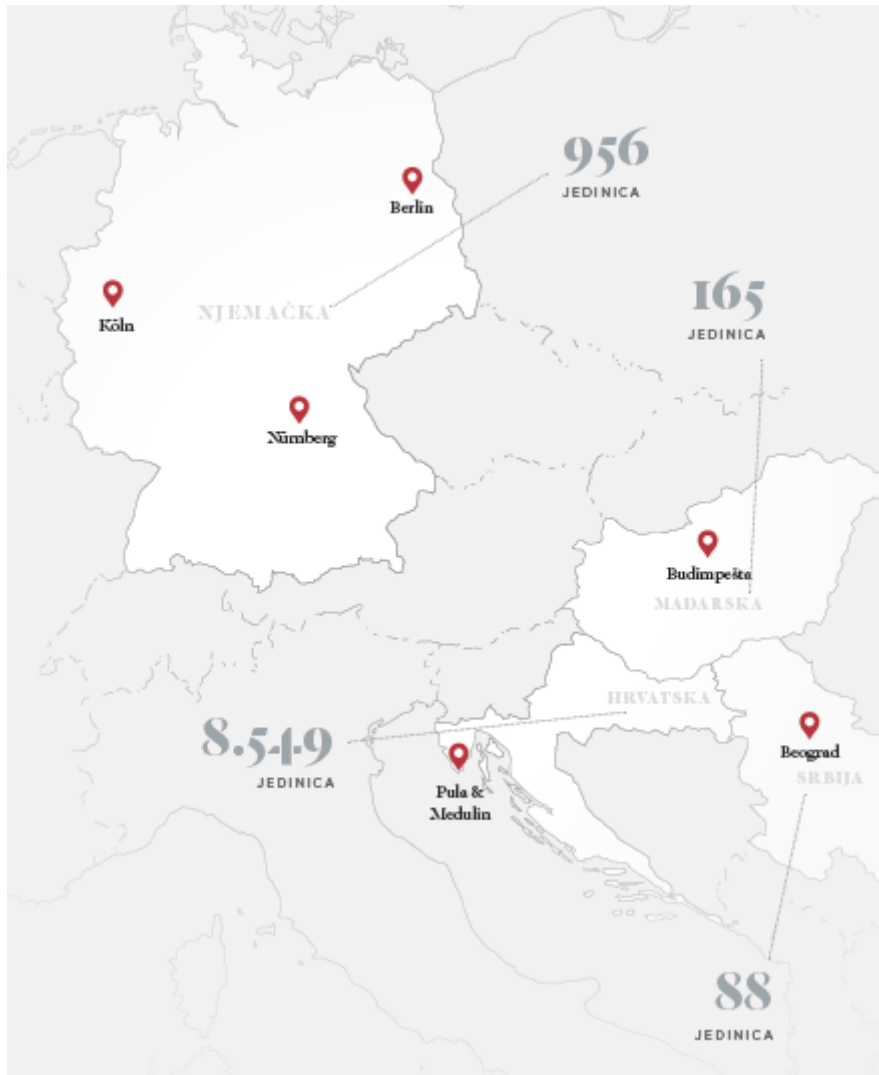 956
JEDINICA
Berlin
165
JEDINICA
NJEMAČKA
Köln
Nürnberg
Budimpešta
MAĐARSKA
HRVATSKA
8.549
JEDINICA
Beograd
SRBIJA
Pula &
Medulin
88
JEDINICA